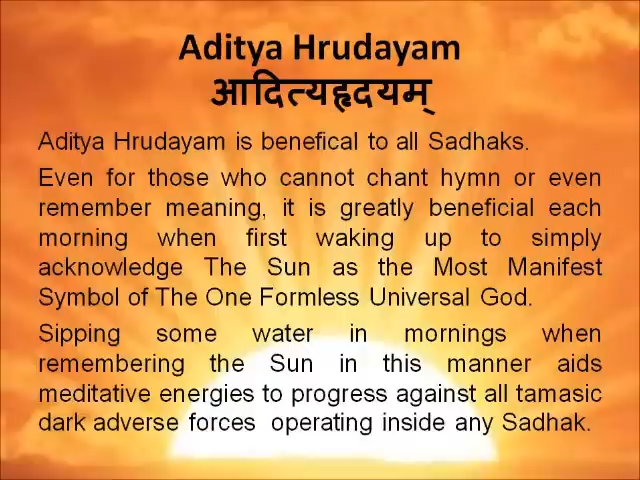 Aditya Hrudayam
आदित्यहृदयम्
Aditya Hrudayam is benefical to all Sadhaks.
Even for those who cannot chant hymn or even
remember meaning, it is greatly beneficial each
morning when first waking up to simply
acknowledge The Sun as the Most Manifest
Symbol of The One Formless Universal God.
Sipping some water in mornings when
remembering the Sun in this manner aids
meditative energies to progress against all tamasic
dark adverse forces operating inside any Sadhak.